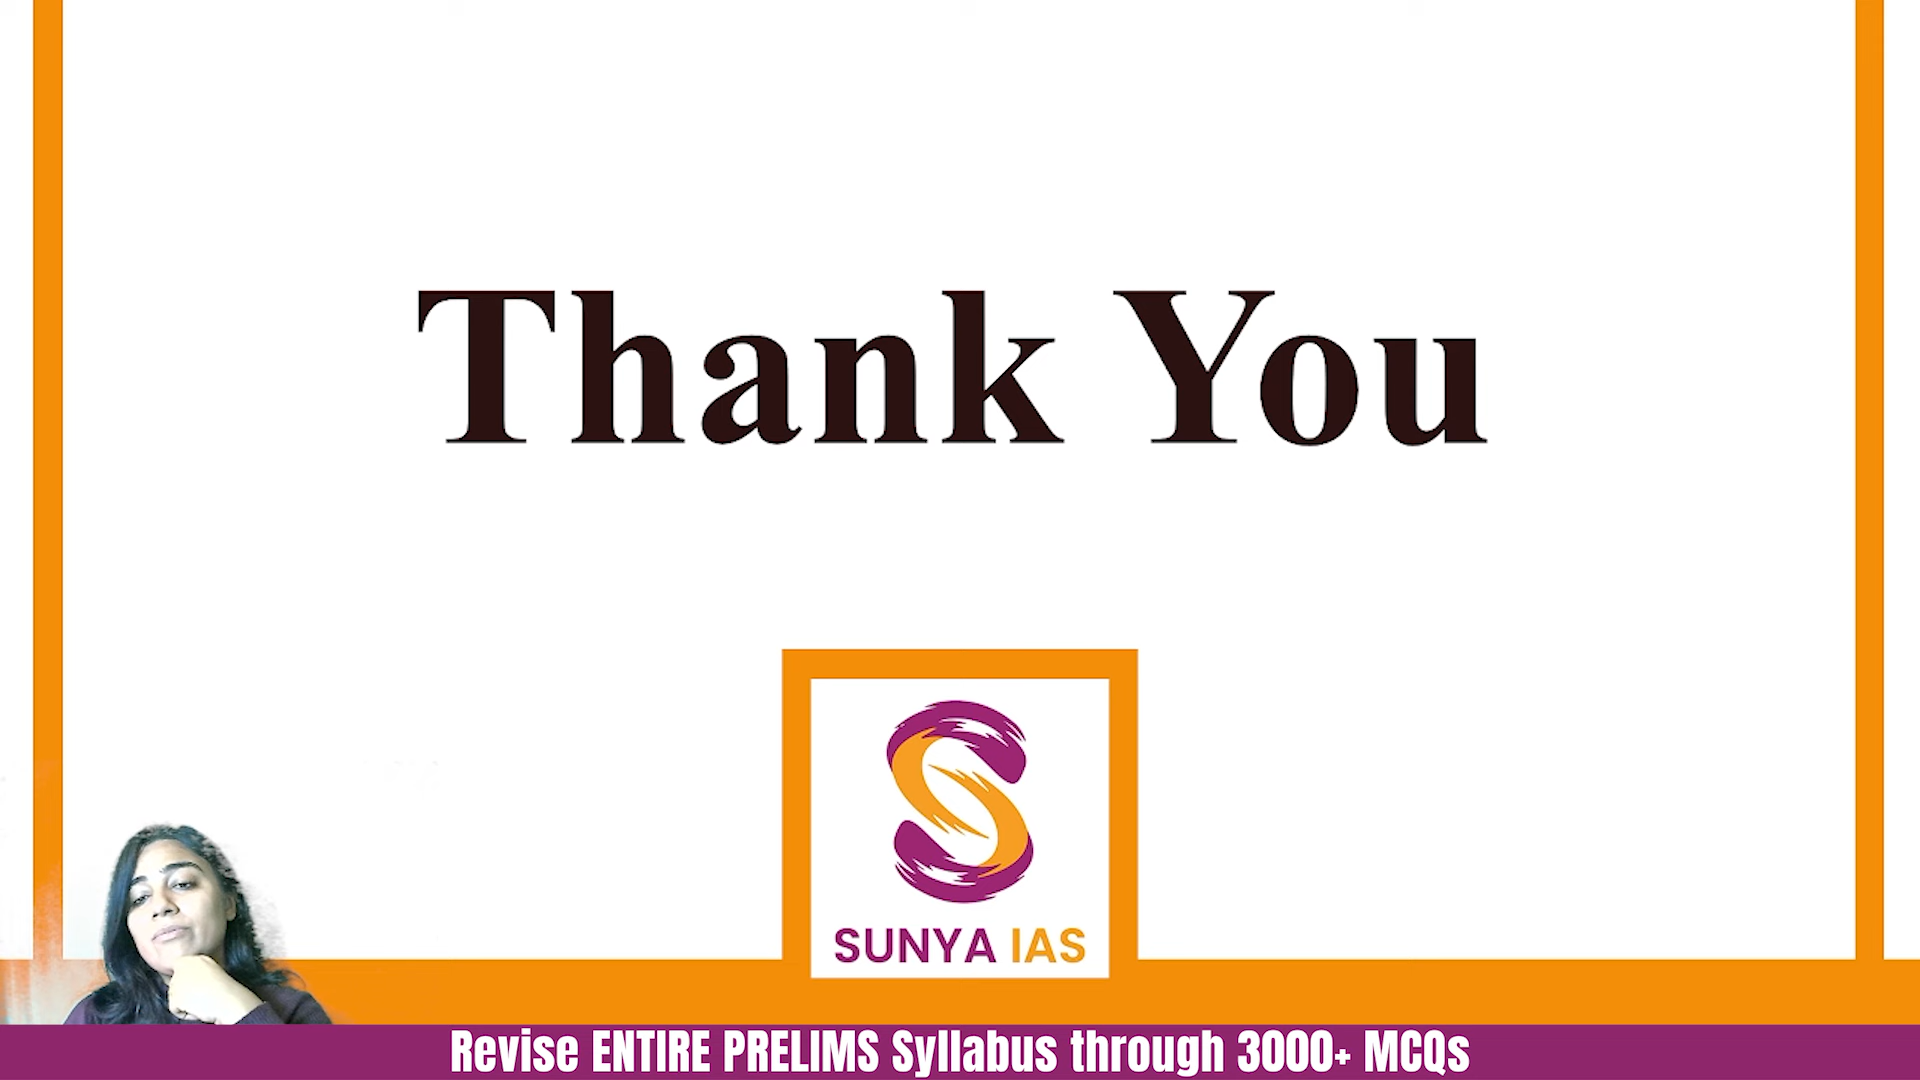 Thank You
SUNYA IAS
Revise ENTIRE PRELIMS Syllabus through 3000+ MCQs